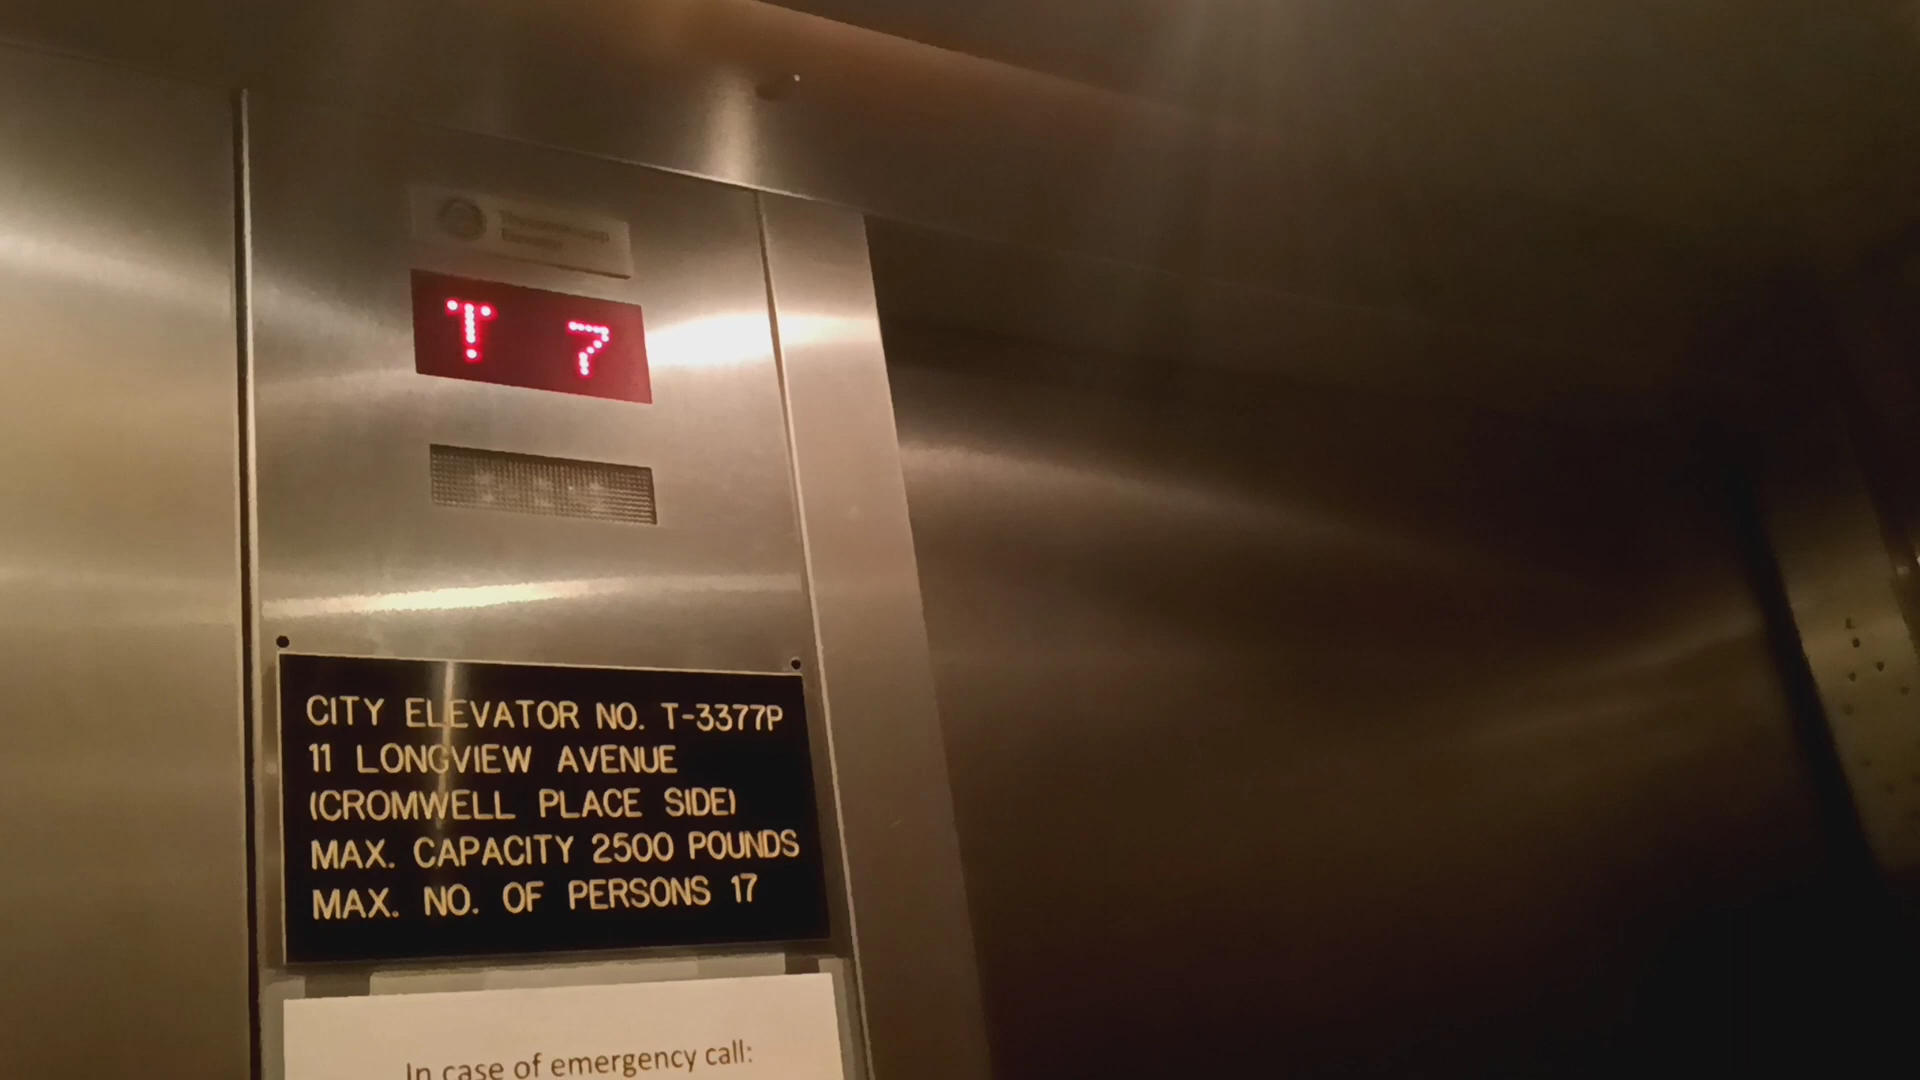 7
CITY ELEVATOR NO. T-3377P
11 LONGVIEW AVENUE
(CROMWELL PLACE SIDE)
MAX. CAPACITY 2500 POUNDS
MAX. NO. OF PERSONS 17
In case of emergency call: